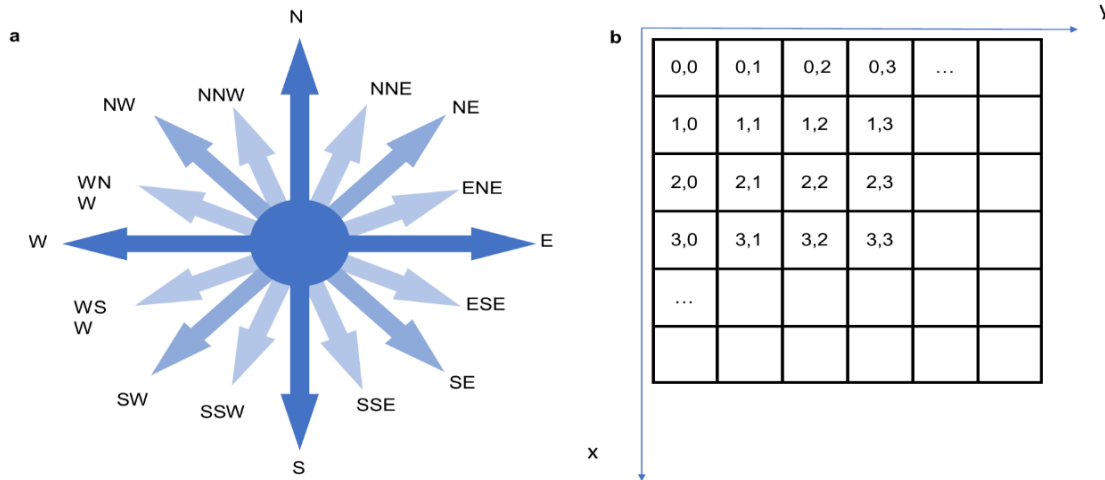 a
N
NNW
NNE
NW
NE
WN
W
ENE
W
E
WS
W
ESE
SW
SE
SSW
SSE
S
b
y
0,0 0,1 0,2 0,3 ...
1,0 1,1 1,2 1,3
2,0 2,1 2,2 2,3
3,0 3,1 3,2 3,3
...
x